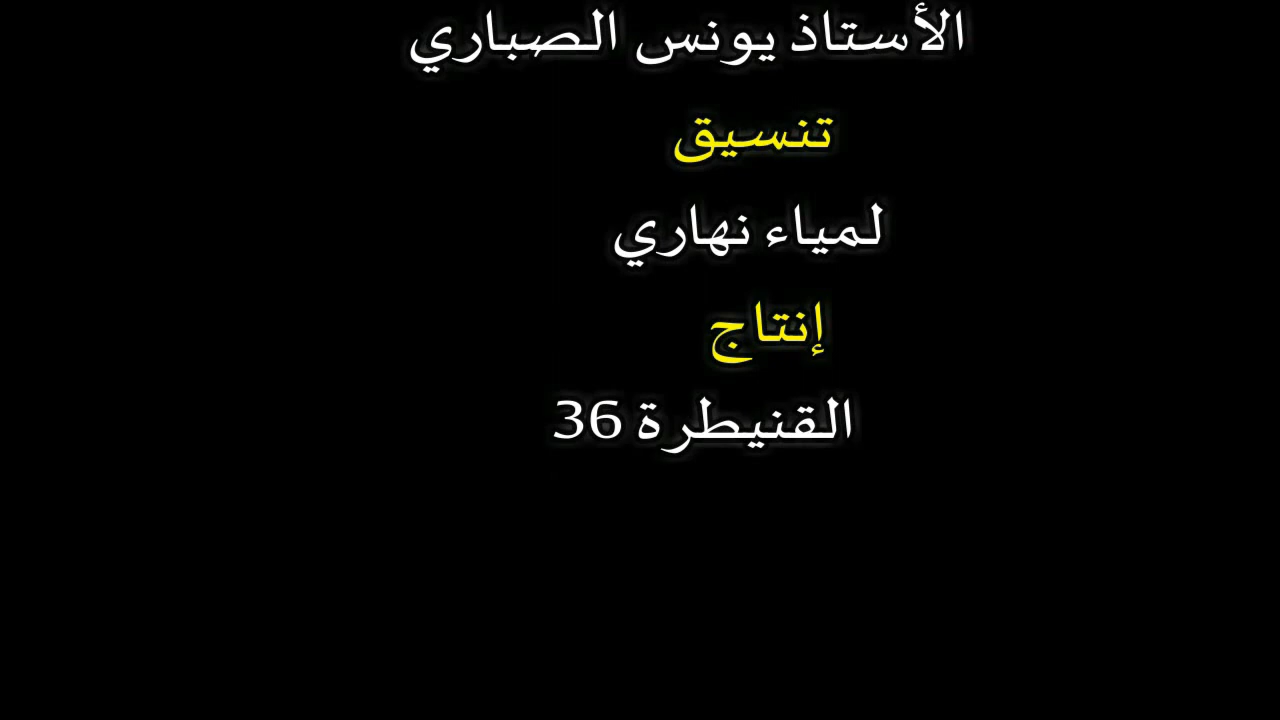 الأستاذ يونس الصباري
تنسيق
لمياء نهاري
إنتاج
القنيطرة 36